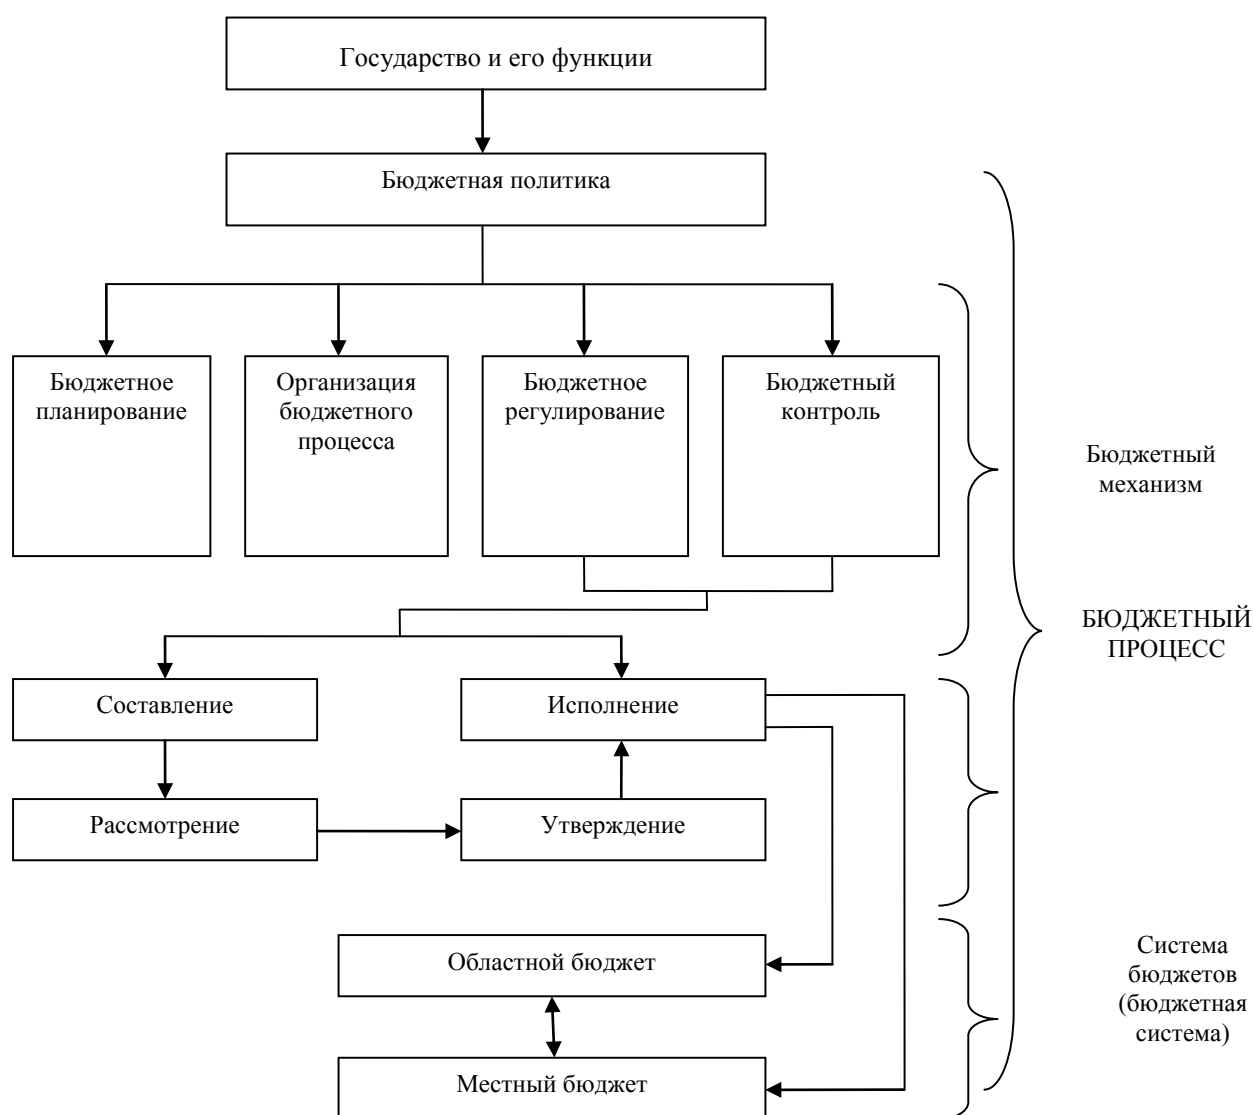 Государство и его функции
Бюджетная политика
Бюджетное
планирование
Организация
бюджетного
процесса
Бюджетное
регулирование
Бюджетный
контроль
Бюджетный
механизм
БЮДЖЕТНЫЙ
ПРОЦЕСС
Составление
Исполнение
Рассмотрение
Утверждение
Областной бюджет
Местный бюджет
Система
бюджетов
(бюджетная
система)